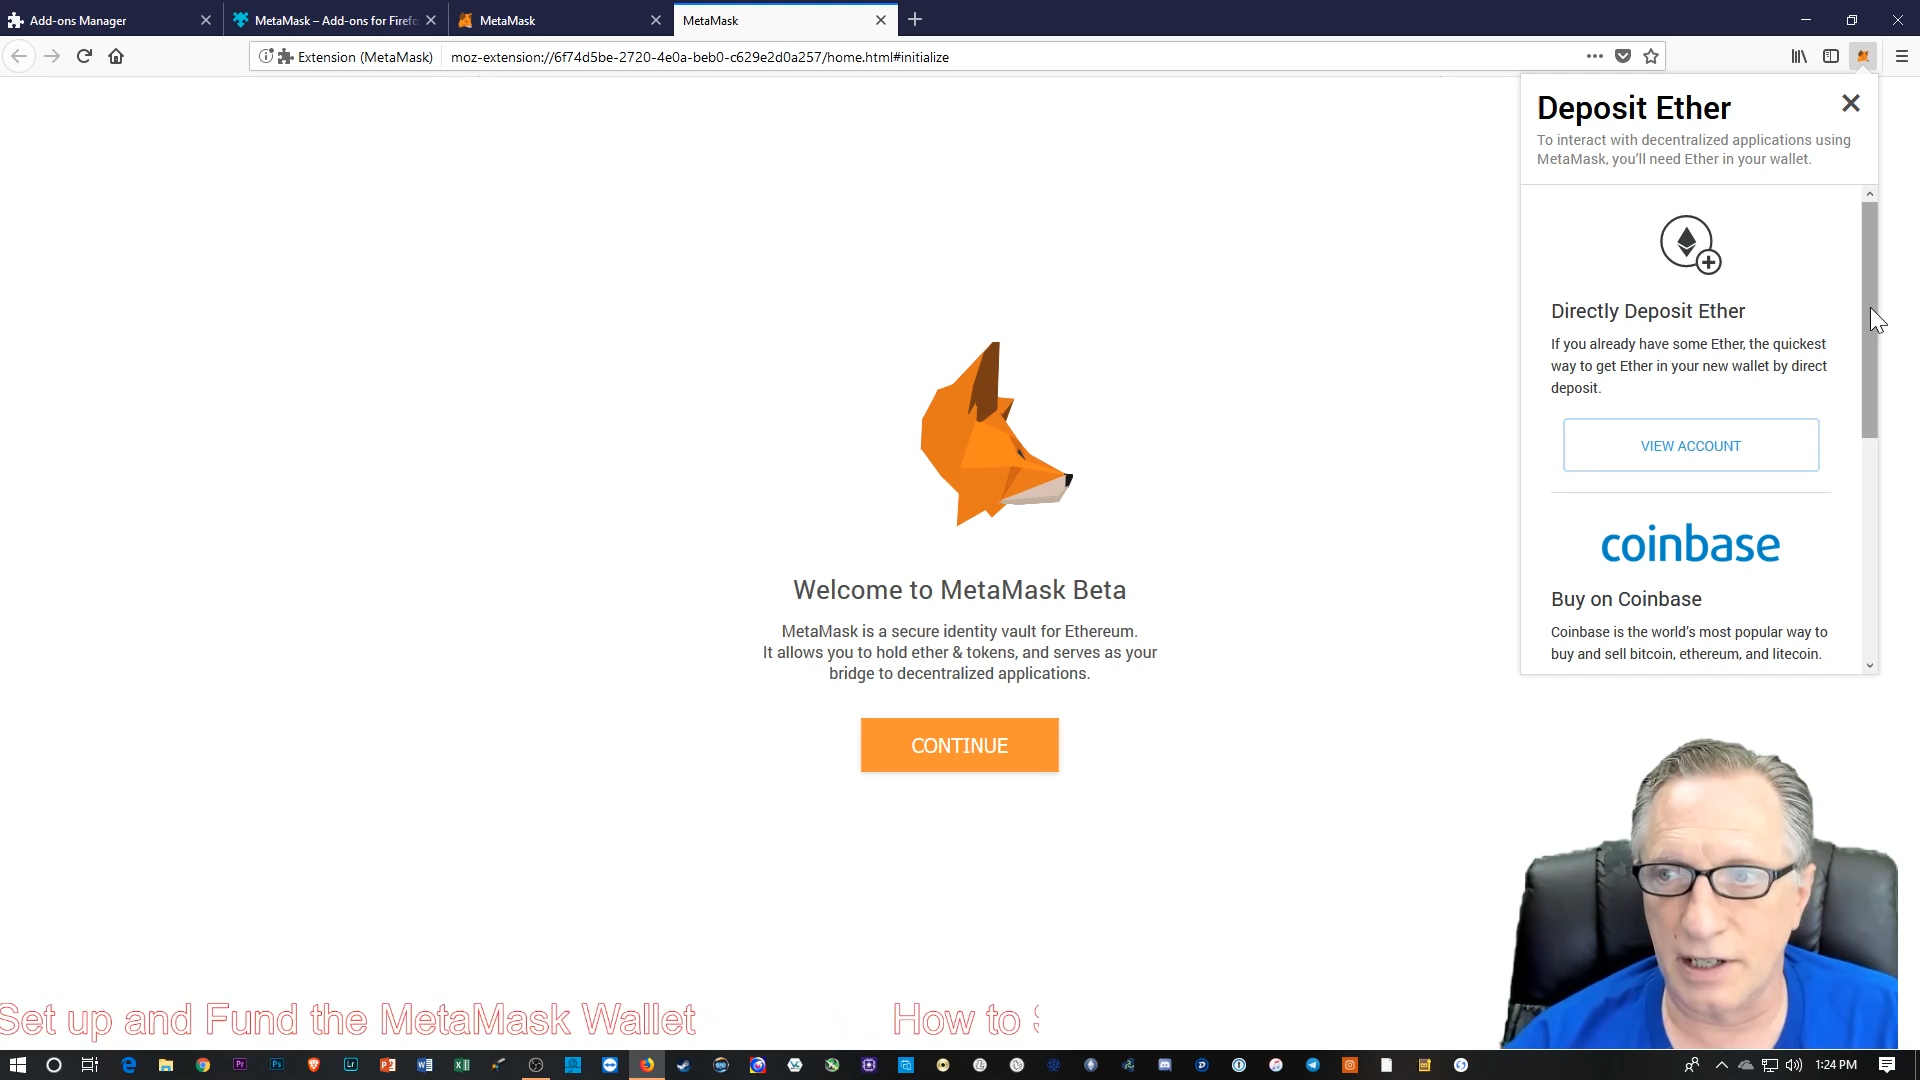 Add-ons Manager
MetaMask – Add-ons for Firefo
MetaMask
MetaMask
Extension (MetaMask)
moz-extension://6f74d5be-2720-4e0a-beb0-c629e2d0a257/home.html#initialize
Deposit Ether
To interact with decentralized applications using
MetaMask, you'll need Ether in your wallet.
Directly Deposit Ether
If you already have some Ether, the quickest
way to get Ether in your new wallet by direct
deposit.
VIEW ACCOUNT
coinbase
Buy on Coinbase
Coinbase is the world's most popular way to
buy and sell bitcoin, ethereum, and litecoin.
Welcome to MetaMask Beta
MetaMask is a secure identity vault for Ethereum.
It allows you to hold ether & tokens, and serves as your
bridge to decentralized applications.
CONTINUE
Set up and Fund the MetaMask Wallet
How to S
Pr
Ps
Lr
1:24 PM